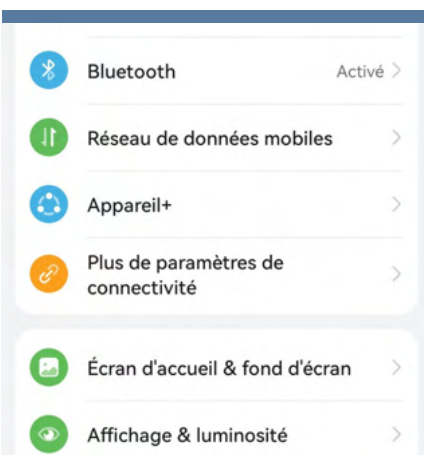 Bluetooth Activé
Réseau de données mobiles
Appareil+
Plus de paramètres de
connectivité
Écran d'accueil & fond d'écran
Affichage & luminosité